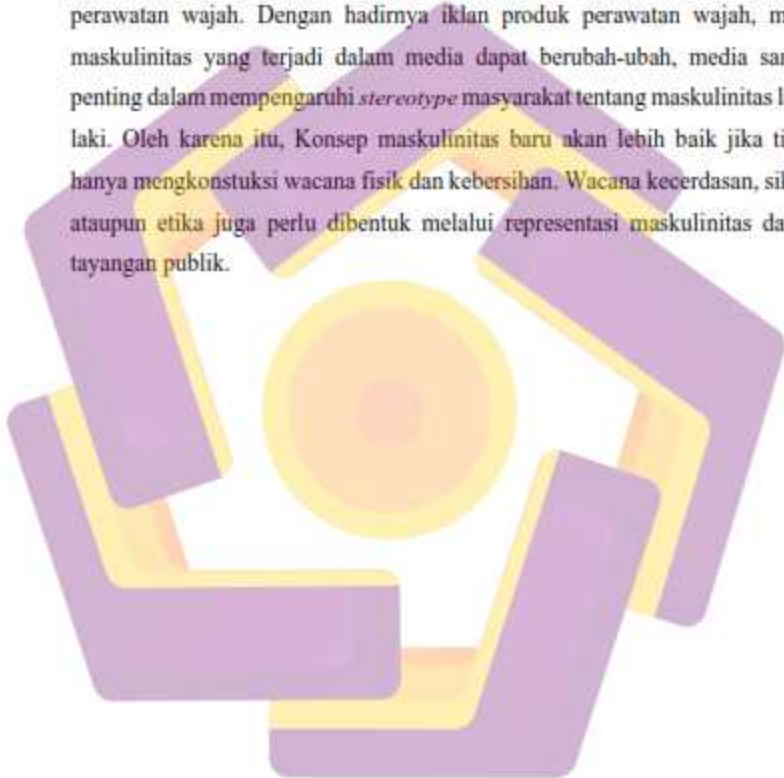 perawatan wajah. Dengan hadirnya iklan produk perawatan wajah, m
maskulinitas yang terjadi dalam media dapat berubah-ubah, media san
penting dalam mempengaruhi stereotype masyarakat tentang maskulinitas l
laki. Oleh karena itu, Konsep maskulinitas baru akan lebih baik jika ti
hanya mengkonstuksi wacana fisik dan kebersihan. Wacana kecerdasan, sil
ataupun etika juga perlu dibentuk melalui representasi maskulinitas da
tayangan publik.